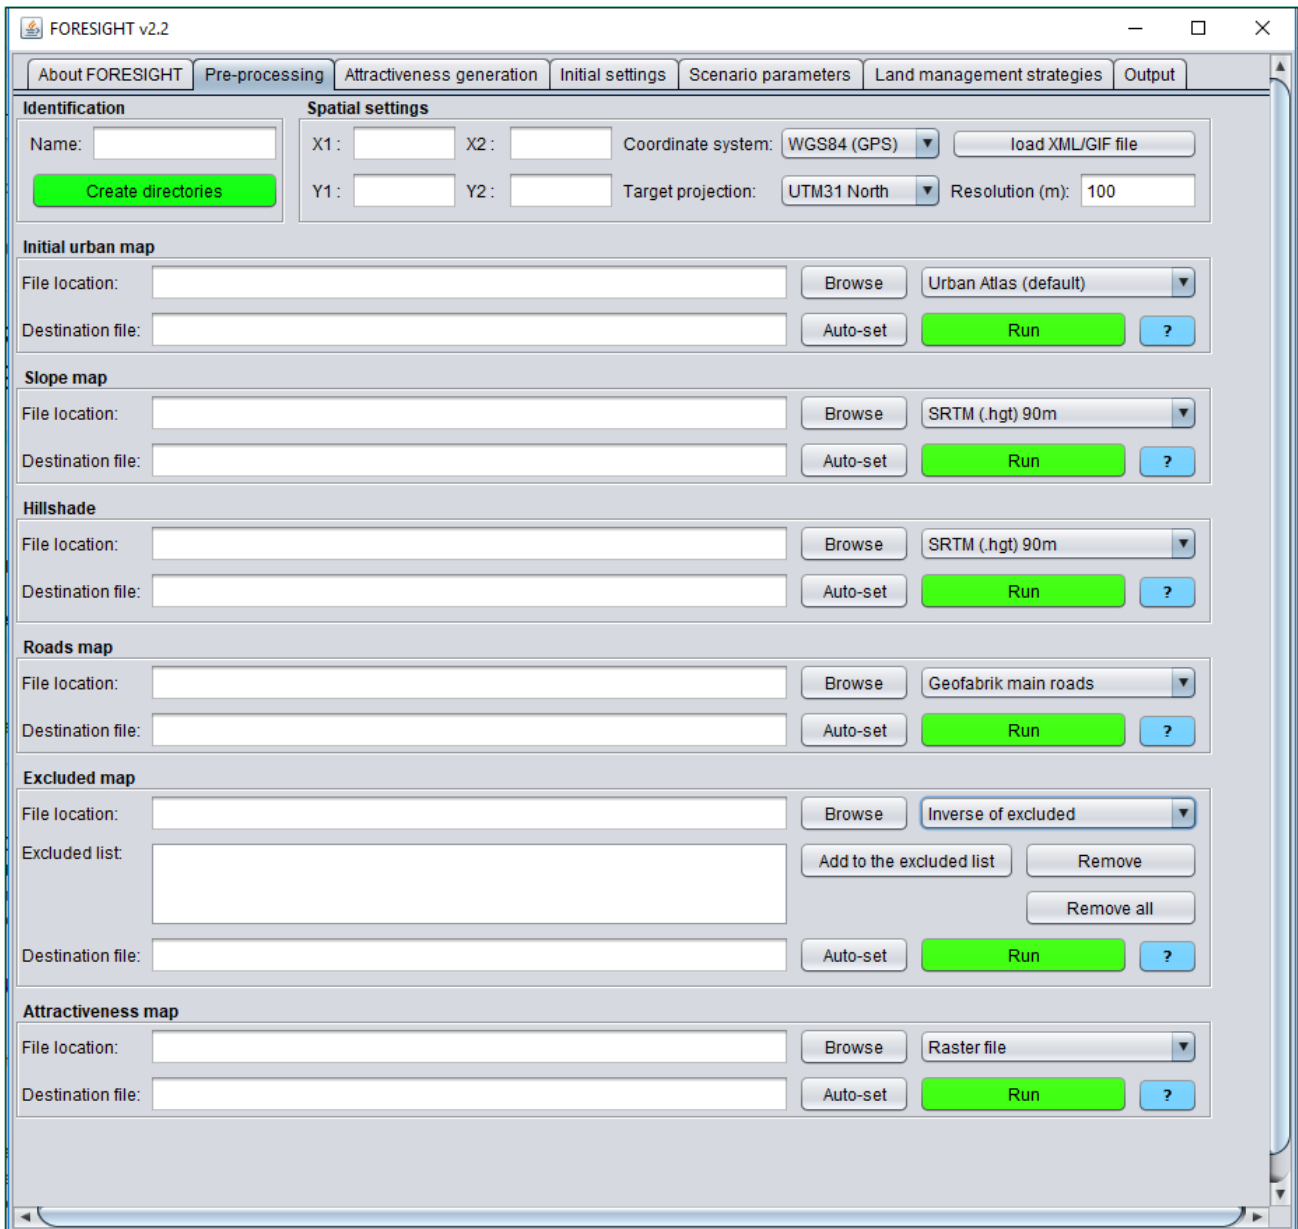 FORESIGHT v2.2
About FORESIGHT Pre-processing Attractiveness generation Initial settings Scenario parameters Land management strategies Output
Identification Spatial settings
Name: X1 : X2 : Coordinate system: WGS84 (GPS) load XML/GIF file
Create directories Y1 : Y2 : Target projection: UTM31 North Resolution (m): 100
Initial urban map
File location: Browse Urban Atlas (default)
Destination file: Auto-set Run ?
Slope map
File location: Browse SRTM (.hgt) 90m
Destination file: Auto-set Run ?
Hillshade
File location: Browse SRTM (.hgt) 90m
Destination file: Auto-set Run ?
Roads map
File location: Browse Geofabrik main roads
Destination file: Auto-set Run ?
Excluded map
File location: Browse Inverse of excluded
Excluded list: Add to the excluded list Remove
Remove all
Destination file: Auto-set Run ?
Attractiveness map
File location: Browse Raster file
Destination file: Auto-set Run ?